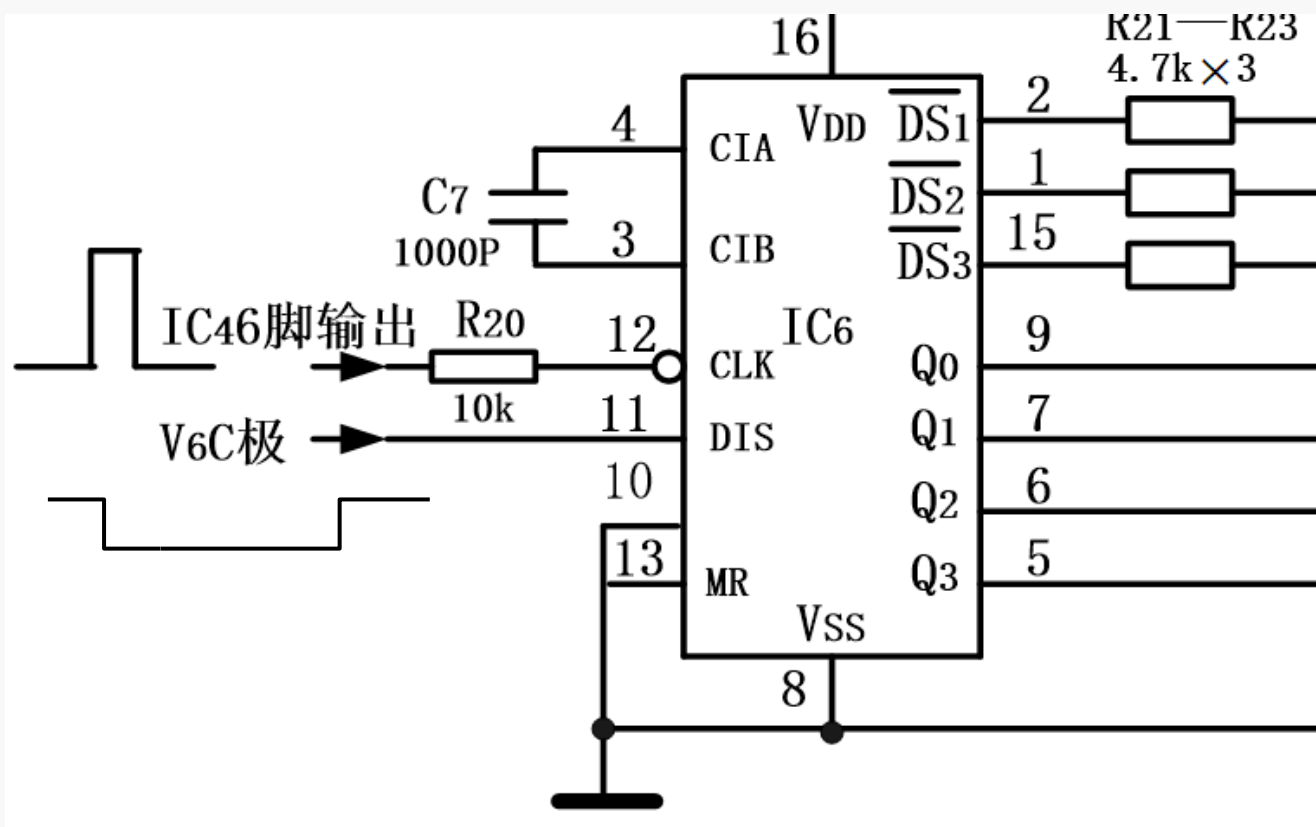 16
R21—R23
4.7k×3
4
CIA
VDD
DS1
2
C7
1000P
3
CIB
DS2
1
DS3
15
IC46脚输出
R20
10k
12
CLK
IC6
Q0
9
V6C极
11
DIS
Q1
7
10
Q2
6
13
MR
Q3
5
VSS
8